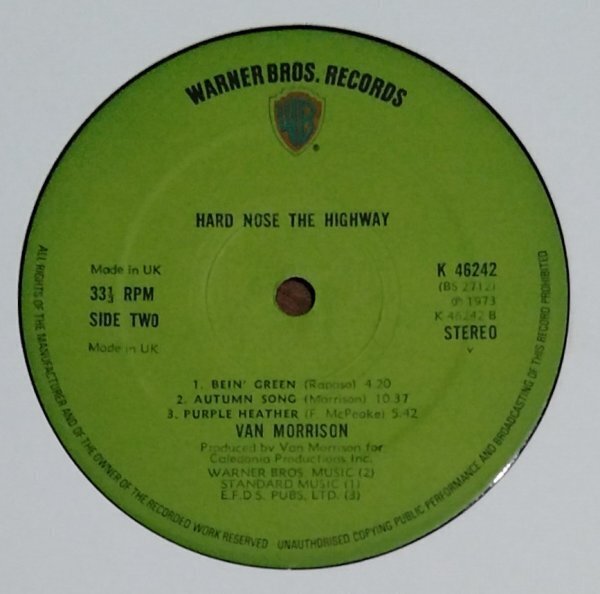 WARNER BROS. RECORDS
WB
®
HARD NOSE THE HIGHWAY
Made in UK
33⅓ RPM
SIDE TWO
Made in UK
K 46242
(BS 2712)
℗ 1973
K 46242 B
STEREO
1. BEIN' GREEN (Raposo) 4.20
2. AUTUMN SONG (Morrison) 10.37
3. PURPLE HEATHER (F. McPeake) 5.42
VAN MORRISON
Produced by Van Morrison for
Caledonia Productions Inc.
WARNER BROS. MUSIC (2)
STANDARD MUSIC (1)
E.F.D.S. PUBS, LTD. (3)
ALL RIGHTS OF THE MANUFACTURER AND OF THE OWNER OF THE RECORDED WORK RESERVED UNAUTHORISED COPYING PUBLIC PERFORMANCE AND BROADCASTING OF THIS RECORD PROHIBITED